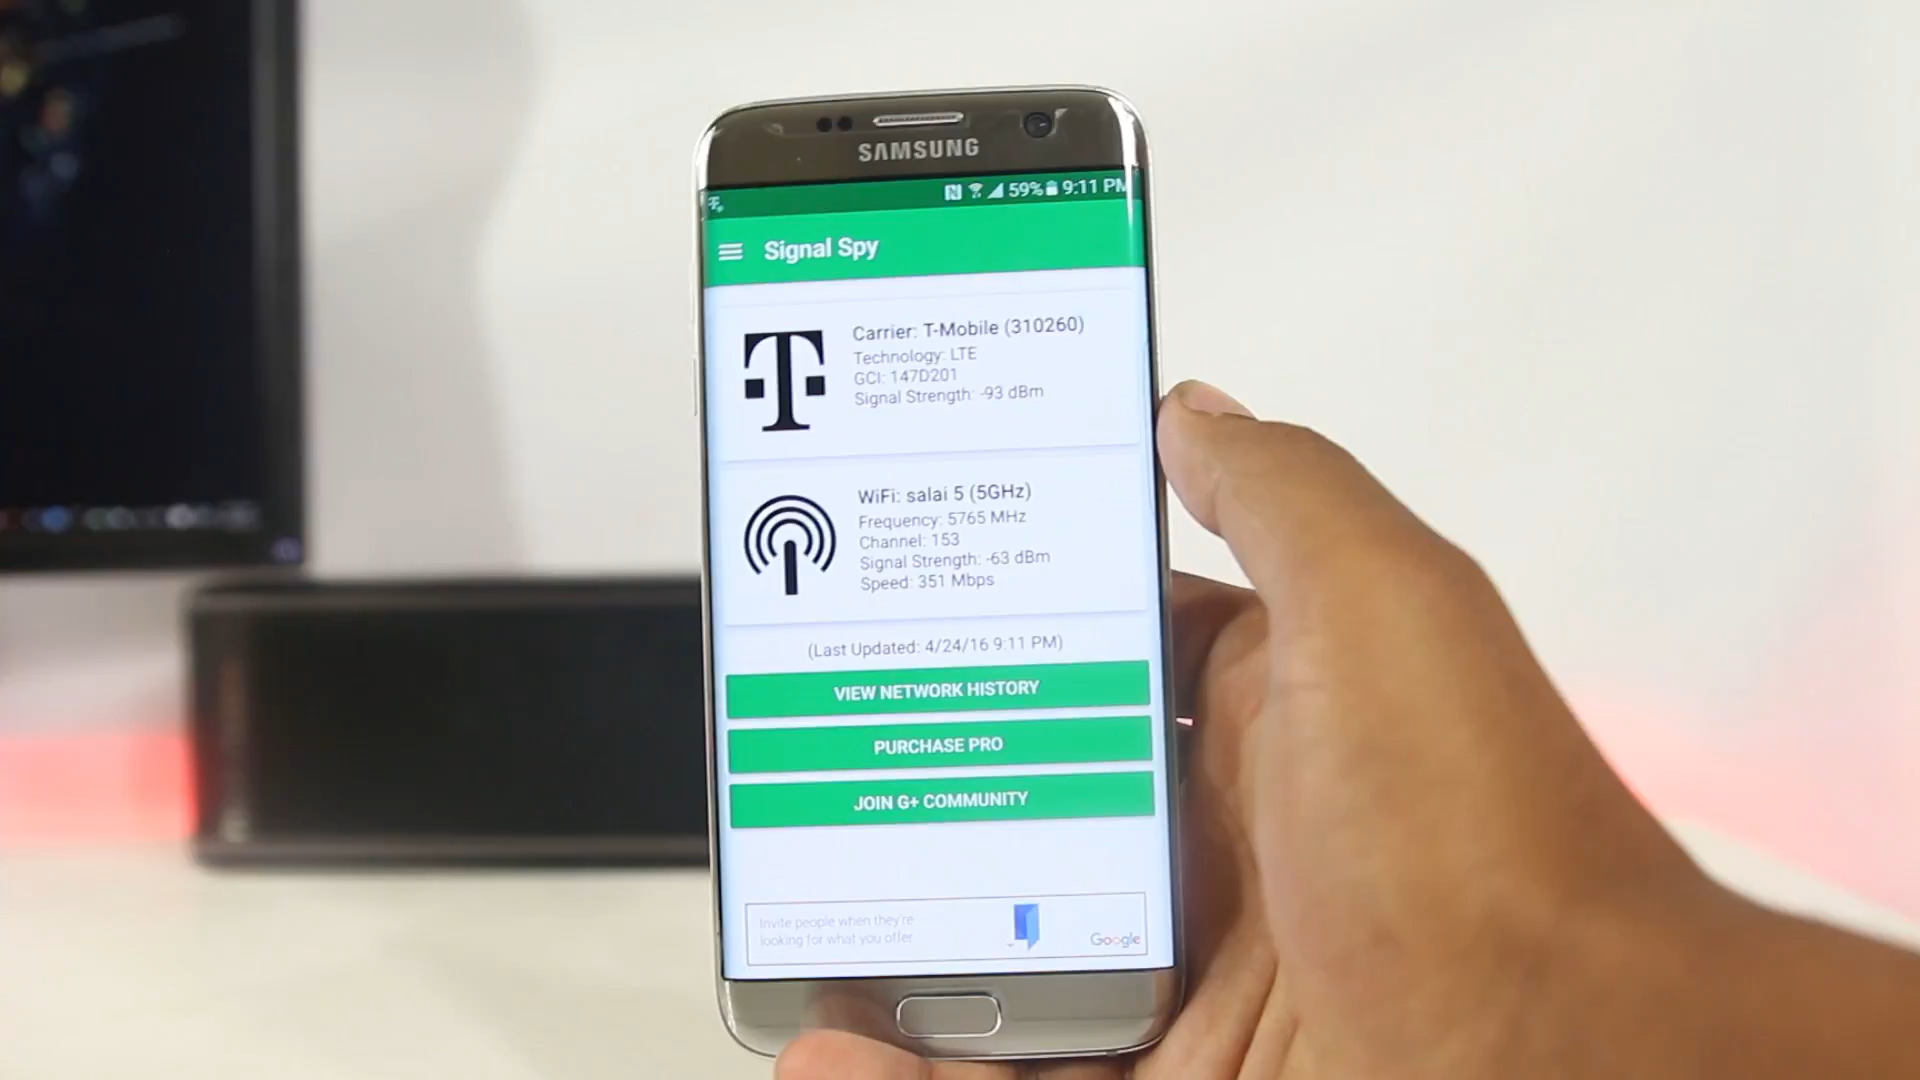 SAMSUNG
59% 9:11 PM
Signal Spy
Carrier: T-Mobile (310260)
Technology: LTE
GCI: 147D201
Signal Strength: -93 dBm
T
WiFi: salai 5 (5GHz)
Frequency: 5765 MHz
Channel: 153
Signal Strength: -63 dBm
Speed: 351 Mbps
(Last Updated: 4/24/16 9:11 PM)
VIEW NETWORK HISTORY
PURCHASE PRO
JOIN G+ COMMUNITY
Invite people when they're
looking for what you offer
Google